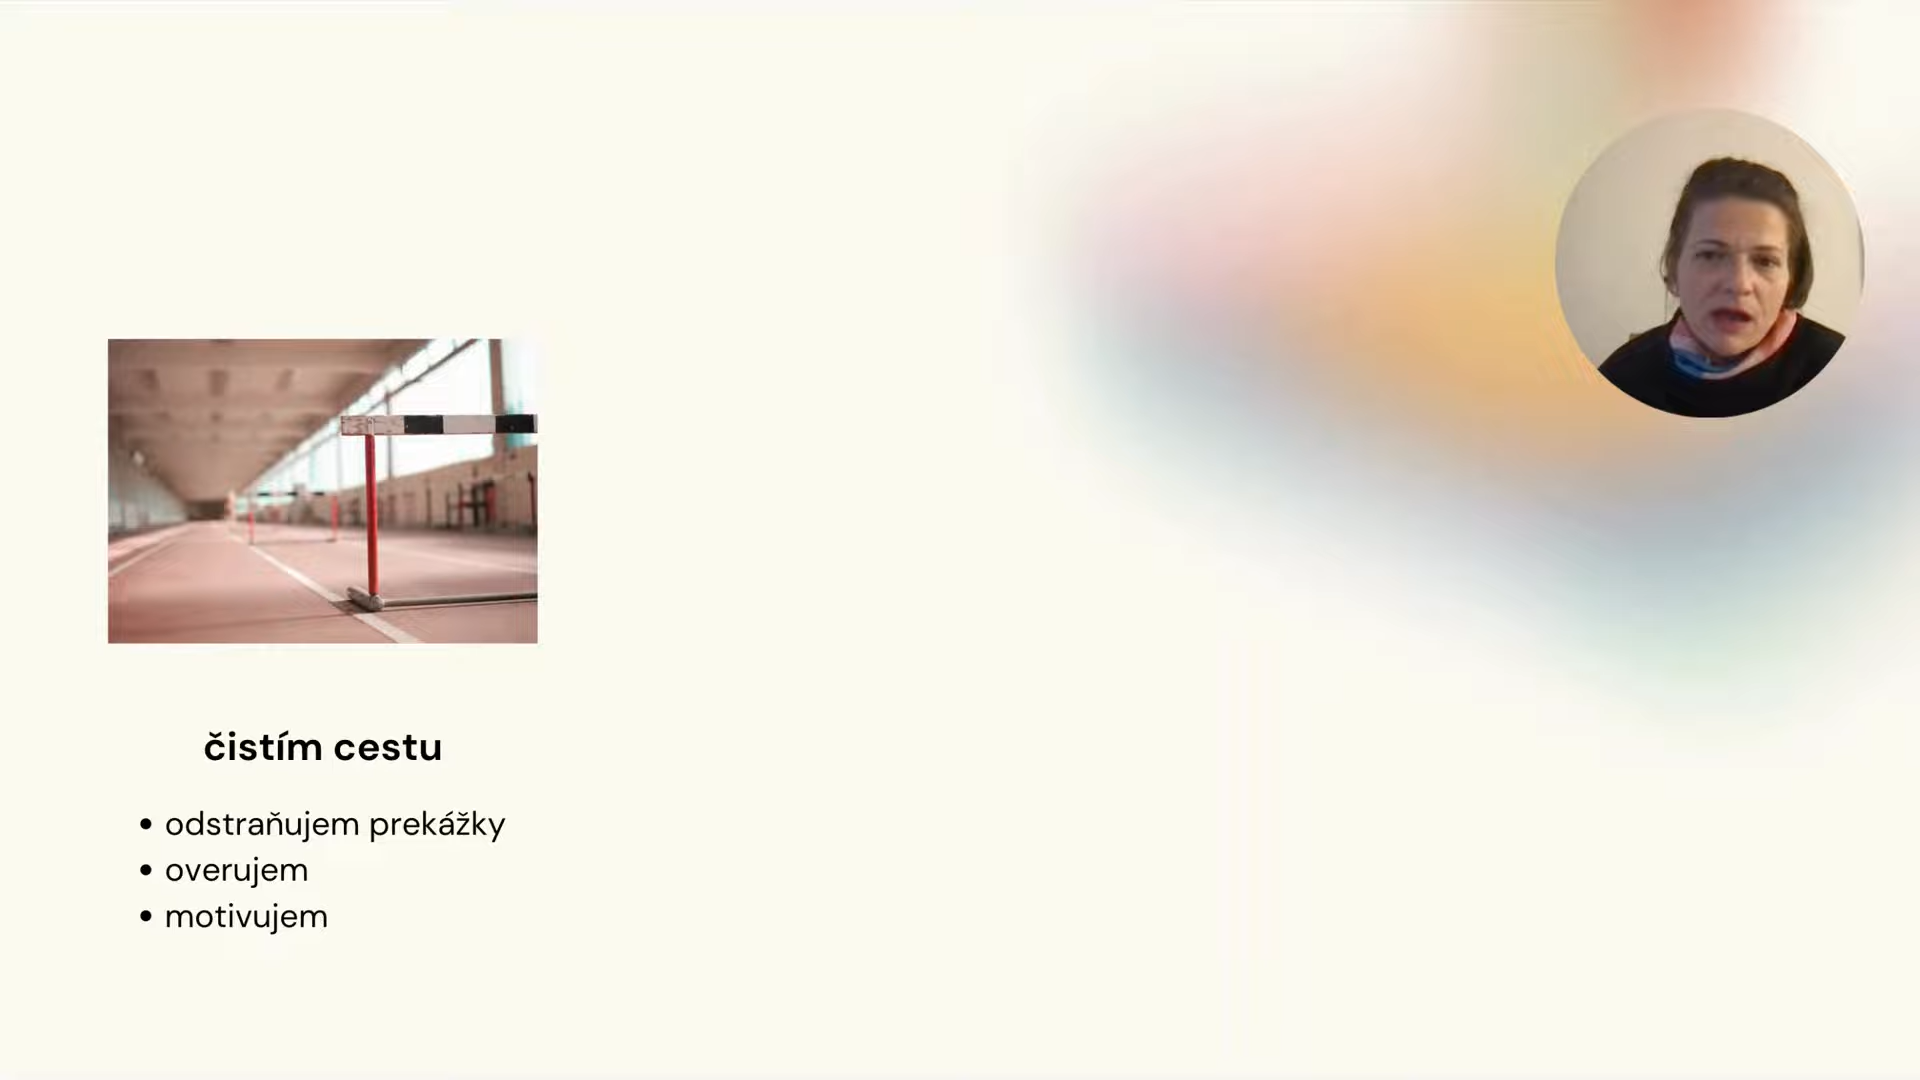 čistím cestu
• odstraňujem prekážky
• overujem
• motivujem